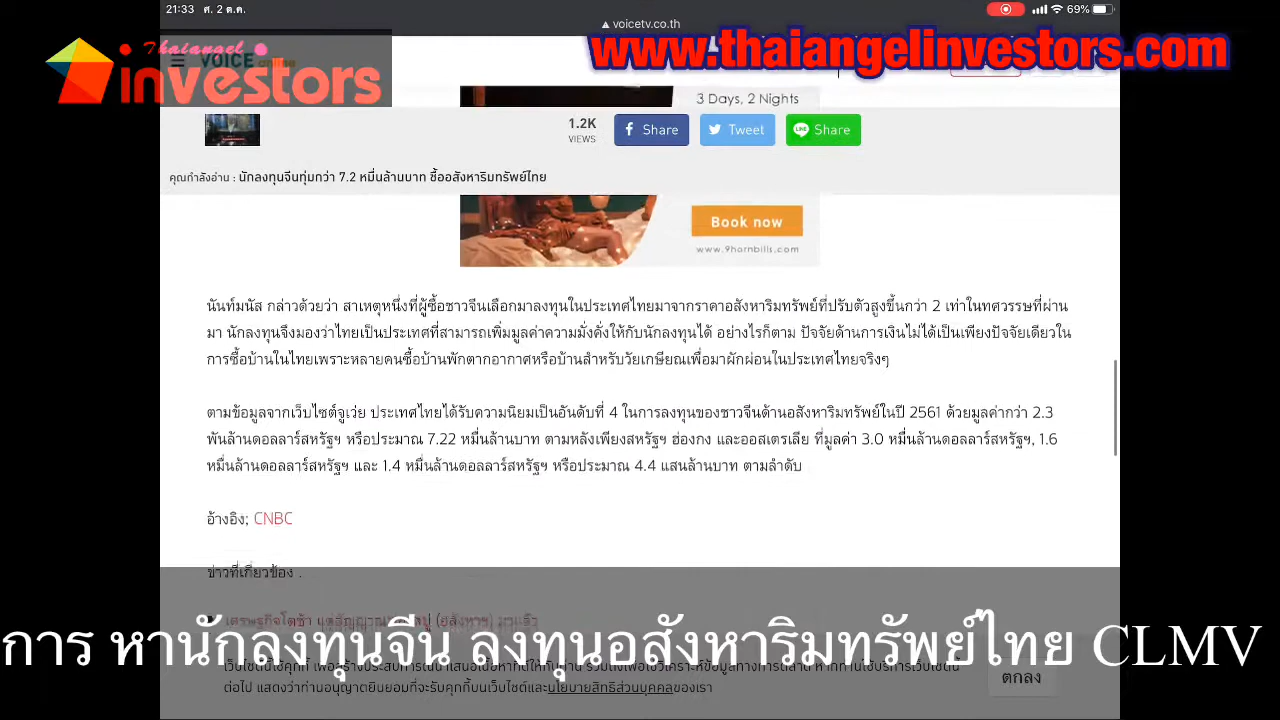 21:33 ศ. 2 ต.ค.
69%
voicetv.co.th
Thaiangel
investors
VOICE online
www.thaiangelinvestors.com
3 Days, 2 Nights
1.2K
VIEWS
Share
Tweet
Share
คุณกำลังอ่าน : นักลงทุนจีนทุ่มกว่า 7.2 หมื่นล้านบาท ซื้ออสังหาริมทรัพย์ไทย
Book now
www.9hornbills.com
นันท์มนัส กล่าวด้วยว่า สาเหตุหนึ่งที่ผู้ซื้อชาวจีนเลือกมาลงทุนในประเทศไทยมาจากราคาอสังหาริมทรัพย์ที่ปรับตัวสูงขึ้นกว่า 2 เท่าในทศวรรษที่ผ่าน
มา นักลงทุนจึงมองว่าไทยเป็นประเทศที่สามารถเพิ่มมูลค่าความมั่งคั่งให้กับนักลงทุนได้ อย่างไรก็ตาม ปัจจัยด้านการเงินไม่ได้เป็นเพียงปัจจัยเดียวใน
การซื้อบ้านในไทยเพราะหลายคนซื้อบ้านพักตากอากาศหรือบ้านสำหรับวัยเกษียณเพื่อมาผักผ่อนในประเทศไทยจริงๆ
ตามข้อมูลจากเว็บไซต์จูเว่ย ประเทศไทยได้รับความนิยมเป็นอันดับที่ 4 ในการลงทุนของชาวจีนด้านอสังหาริมทรัพย์ในปี 2561 ด้วยมูลค่ากว่า 2.3
พันล้านดอลลาร์สหรัฐฯ หรือประมาณ 7.22 หมื่นล้านบาท ตามหลังเพียงสหรัฐฯ ฮ่องกง และออสเตรเลีย ที่มูลค่า 3.0 หมื่นล้านดอลลาร์สหรัฐฯ, 1.6
หมื่นล้านดอลลาร์สหรัฐฯ และ 1.4 หมื่นล้านดอลลาร์สหรัฐฯ หรือประมาณ 4.4 แสนล้านบาท ตามลำดับ
อ้างอิง; CNBC
ข่าวที่เกี่ยวข้อง .
การ หานักลงทุนจีน ลงทุนอสังหาริมทรัพย์ไทย CLMV
ต่อไป แสดงว่าท่านอนุญาตยินยอมที่จะรับคุกกี้บนเว็บไซต์และนโยบายสิทธิส่วนบุคคลของเรา
ตกลง